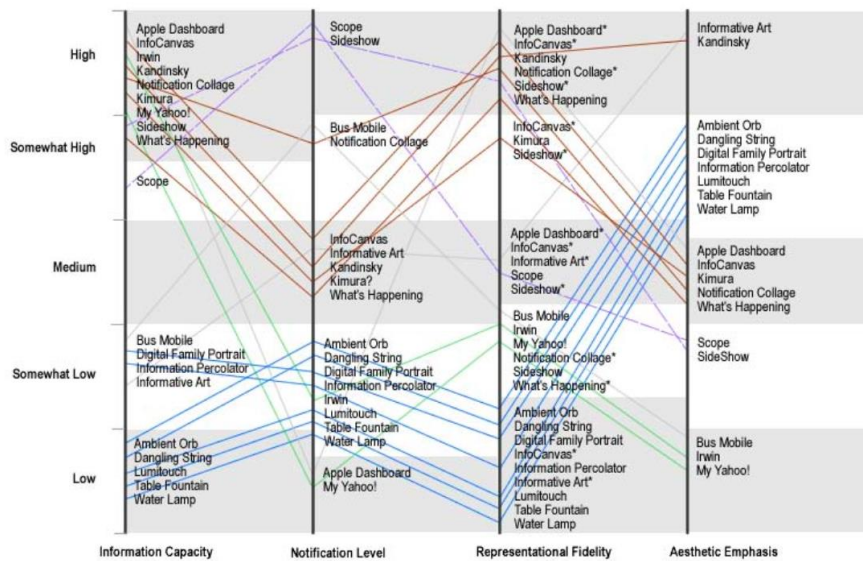 High
Somewhat High
Medium
Somewhat Low
Low
Apple Dashboard
InfoCanvas
Irwin
Kandinsky
Notification Collage
Kimura
My Yahoo!
Sideshow
What's Happening
Scope
Bus Mobile
Digital Family Portrait
Information Percolator
Informative Art
Ambient Orb
Dangling String
Lumitouch
Table Fountain
Water Lamp
Information Capacity
Scope
Sideshow
Bus Mobile
Notification Collage
InfoCanvas
Informative Art
Kandinsky
Kimura?
What's Happening
Ambient Orb
Dangling String
Digital Family Portrait
Information Percolator
Irwin
Lumitouch
Table Fountain
Water Lamp
Apple Dashboard
My Yahoo!
Notification Level
Apple Dashboard*
InfoCanvas*
Kandinsky
Notification Collage*
Sideshow*
What's Happening
InfoCanvas*
Kimura
Sideshow*
Apple Dashboard*
InfoCanvas*
Informative Art*
Scope
Sideshow*
Bus Mobile
Irwin
My Yahoo!
Notification Collage*
Sideshow
What's Happening*
Ambient Orb
Dangling String
Digital Family Portrait
InfoCanvas*
Information Percolator
Informative Art*
Lumitouch
Table Fountain
Water Lamp
Representational Fidelity
Informative Art
Kandinsky
Ambient Orb
Dangling String
Digital Family Portrait
Information Percolator
Lumitouch
Table Fountain
Water Lamp
Apple Dashboard
InfoCanvas
Kimura
Notification Collage
What's Happening
Scope
SideShow
Bus Mobile
Irwin
My Yahoo!
Aesthetic Emphasis